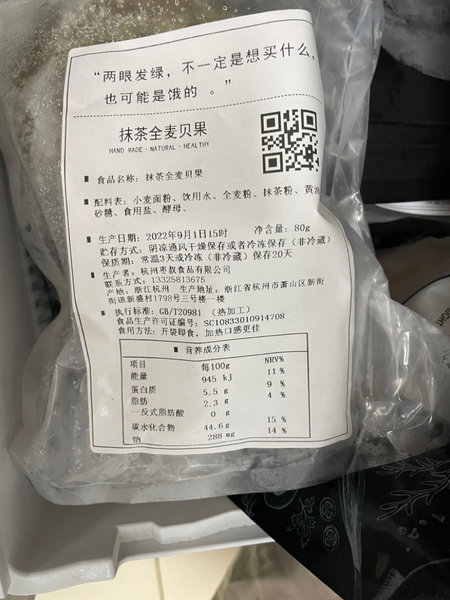 “两眼发绿，不一定是想买什么，
也可能是饿的 。”
抹茶全麦贝果
HAND MADE · NATURAL · HEALTHY
■ 食品名称：抹茶全麦贝果
■ 配料表：小麦面粉、饮用水、全麦粉、抹茶粉、黄油
砂糖、食用盐、酵母、
■ 生产日期：2022年9月1日15时 净含量：80g
贮存方式：阴凉通风干燥保存或者冷冻保存（非冷藏）
保质期：常温3天或冷冻（非冷藏）保存20天
■ 生产者：杭州枣敖食品有限公司
联系方式：13325813675
产地：浙江杭州 生产地址：浙江省杭州市萧山区新街
街道新盛村1798号三号楼一楼
■ 执行标准：GB/T20981 （热加工）
食品生产许可证编号：SC10833010914708
食用方法：开袋即食，加热口感更佳
■ 营养成分表
项目 每100g NRV%
能量 945 kJ 11 %
蛋白质 5.5 g 9 %
脂肪 2.3 g 4 %
一反式脂肪酸 0 g
碳水化合物 44.6 g 15 %
钠 288 mg 14 %